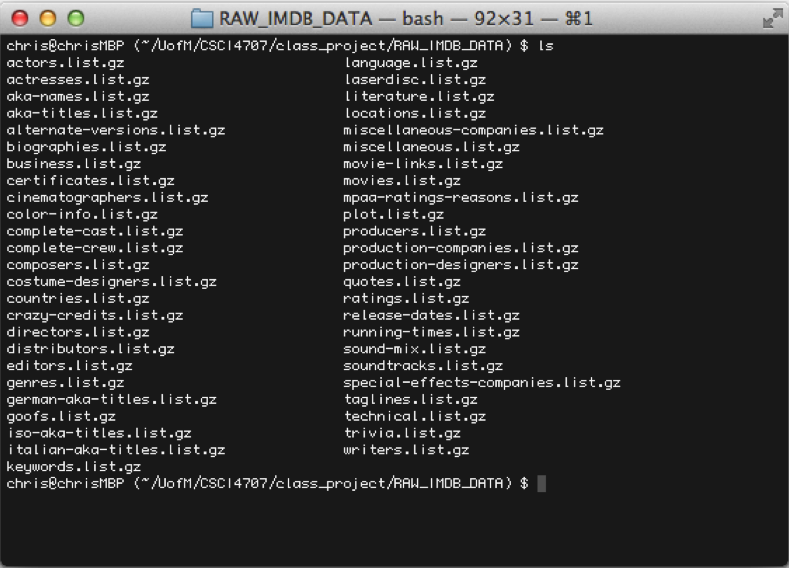 RAW_IMDB_DATA — bash — 92×31 — ⌘1
chris@chrisMBP (~/UofM/CSCI4707/class_project/RAW_IMDB_DATA) $ ls
actors.list.gz language.list.gz
actresses.list.gz laserdisc.list.gz
aka-names.list.gz literature.list.gz
aka-titles.list.gz locations.list.gz
alternate-versions.list.gz miscellaneous-companies.list.gz
biographies.list.gz miscellaneous.list.gz
business.list.gz movie-links.list.gz
certificates.list.gz movies.list.gz
cinematographers.list.gz mpaa-ratings-reasons.list.gz
color-info.list.gz plot.list.gz
complete-cast.list.gz producers.list.gz
complete-crew.list.gz production-companies.list.gz
composers.list.gz production-designers.list.gz
costume-designers.list.gz quotes.list.gz
countries.list.gz ratings.list.gz
crazy-credits.list.gz release-dates.list.gz
directors.list.gz running-times.list.gz
distributors.list.gz sound-mix.list.gz
editors.list.gz soundtracks.list.gz
genres.list.gz special-effects-companies.list.gz
german-aka-titles.list.gz taglines.list.gz
goofs.list.gz technical.list.gz
iso-aka-titles.list.gz trivia.list.gz
italian-aka-titles.list.gz writers.list.gz
keywords.list.gz
chris@chrisMBP (~/UofM/CSCI4707/class_project/RAW_IMDB_DATA) $